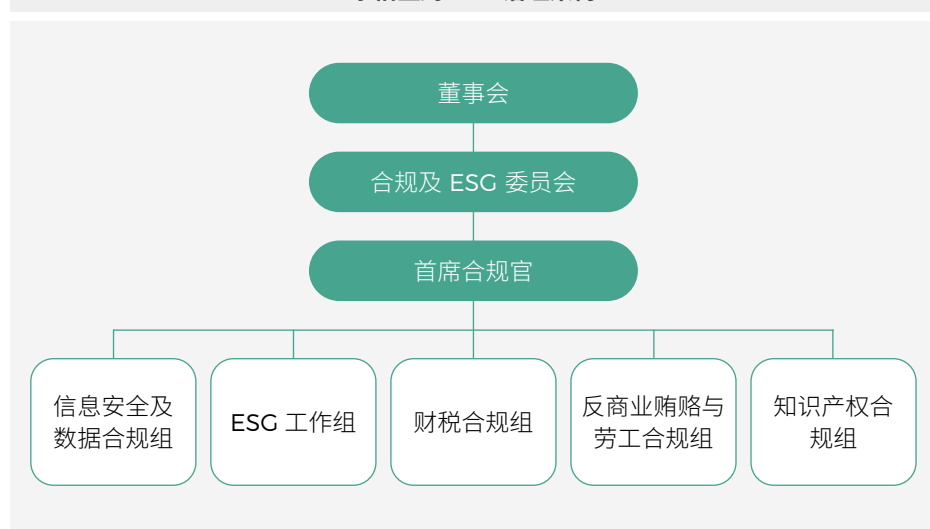 董事会
合规及 ESG 委员会
首席合规官
信息安全及
数据合规组
ESG 工作组
财税合规组
反商业贿赂与
劳工合规组
知识产权合
规组